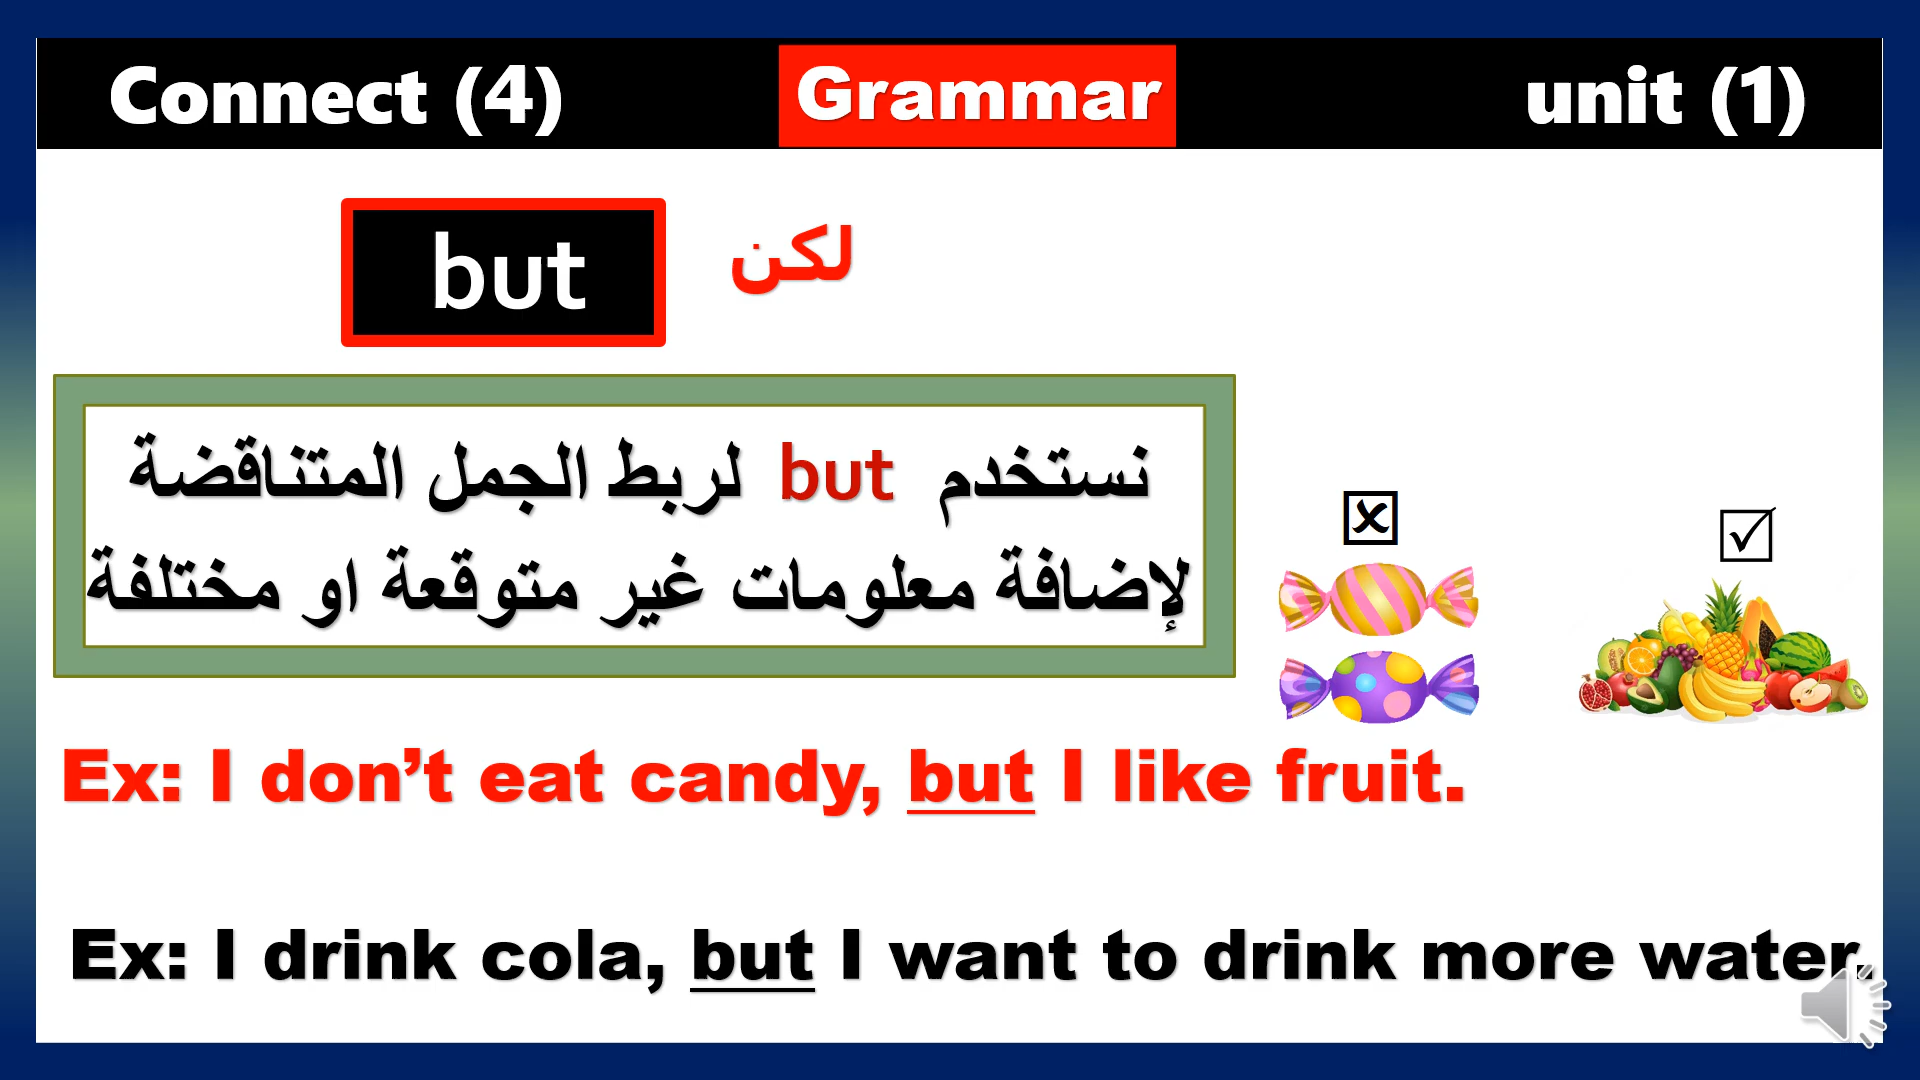 Connect (4) Grammar unit (1)
but لكن
نستخدم but لربط الجمل المتناقضة
لإضافة معلومات غير متوقعة او مختلفة
Ex: I don’t eat candy, but I like fruit.
Ex: I drink cola, but I want to drink more water.